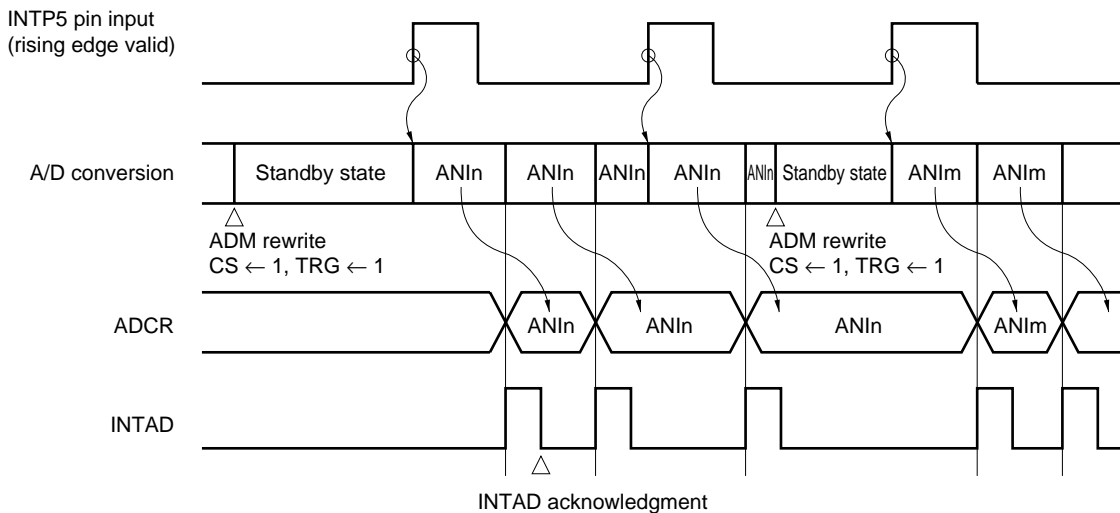 INTP5 pin input
(rising edge valid)
A/D conversion
Standby state
ANIn
ANIn
ANIn
ANIn
ANIn
Standby state
ANIm
ANIm
ADM rewrite
CS ← 1, TRG ← 1
ADM rewrite
CS ← 1, TRG ← 1
ADCR
ANIn
ANIn
ANIn
ANIm
INTAD
INTAD acknowledgment